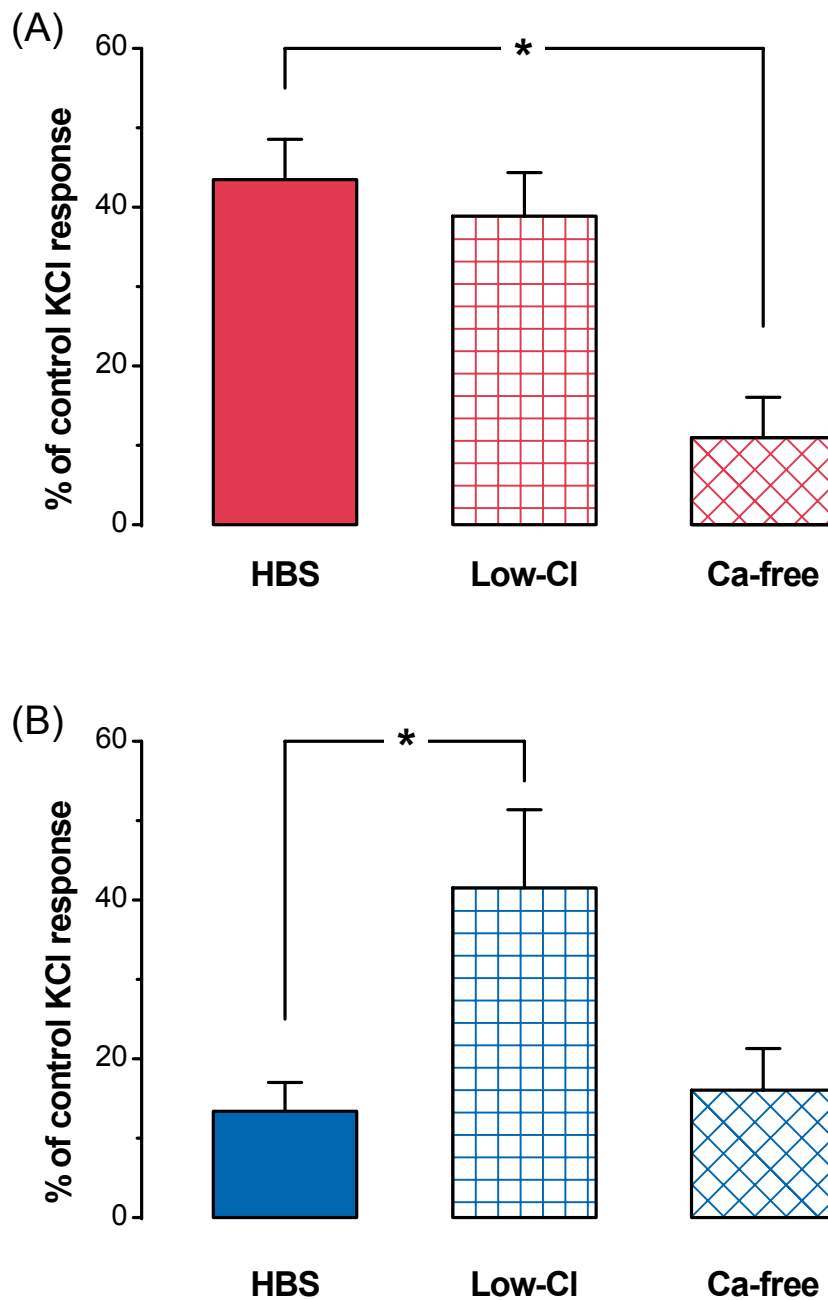 (A)
60
*
40
20
0
% of control KCl response
HBS Low-Cl Ca-free
(B)
60
*
40
20
0
% of control KCl response
HBS Low-Cl Ca-free